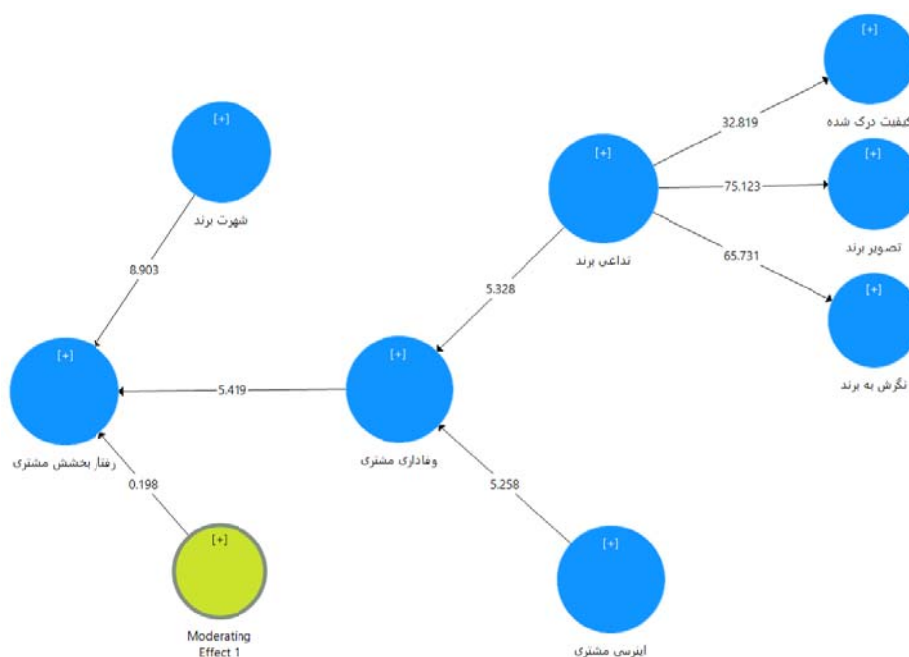 [+]
کیفیت درک شده
[+]
شهرت برند
[+]
تداعی برند
[+]
تصویر برند
[+]
نگرش به برند
32.819
75.123
65.731
8.903
5.328
[+]
رفتار بخشش مشتری
5.419
[+]
وفاداری مشتری
0.198
5.258
[+]
Moderating
Effect 1
[+]
اینرسی مشتری